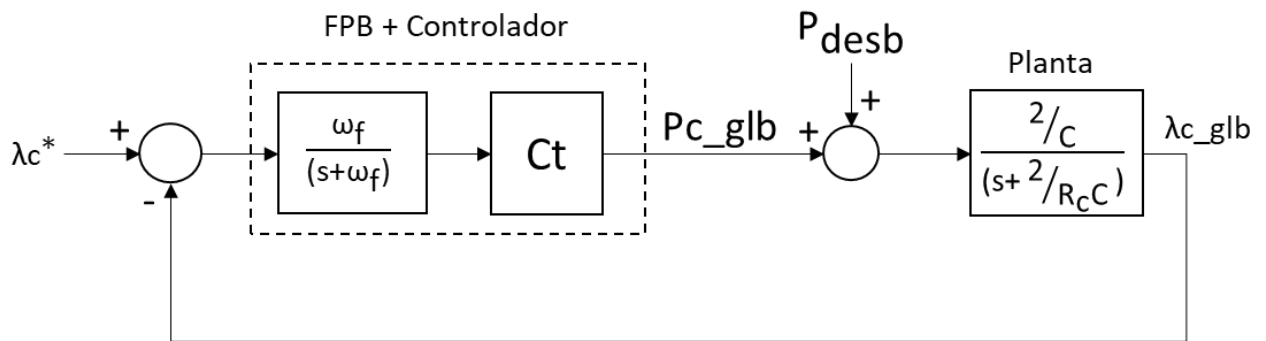 FPB + Controlador
P_desb
Planta
λc*
+
-
ω_f
(s+ω_f)
Ct
Pc_glb
+
+
2/C
(s+ 2/R_cC )
λc_glb